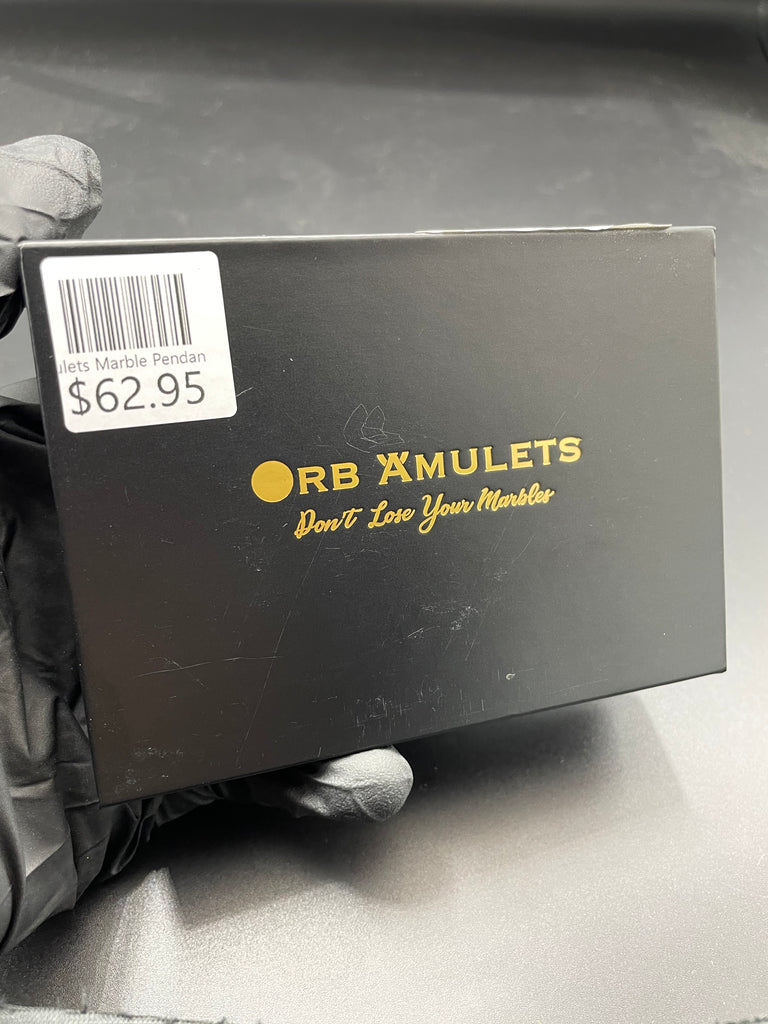 ulets Marble Pendan
$62.95
ORB AMULETS
Don't Lose Your Marbles